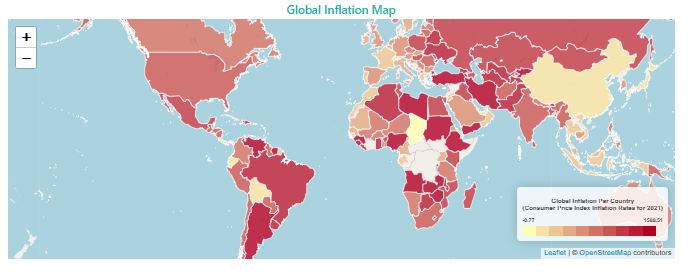 Global Inflation Map
+
−
Global Inflation Per Country
(Consumer Price Index Inflation Rates for 2021)
-0.77 1588.51
Leaflet | © OpenStreetMap contributors